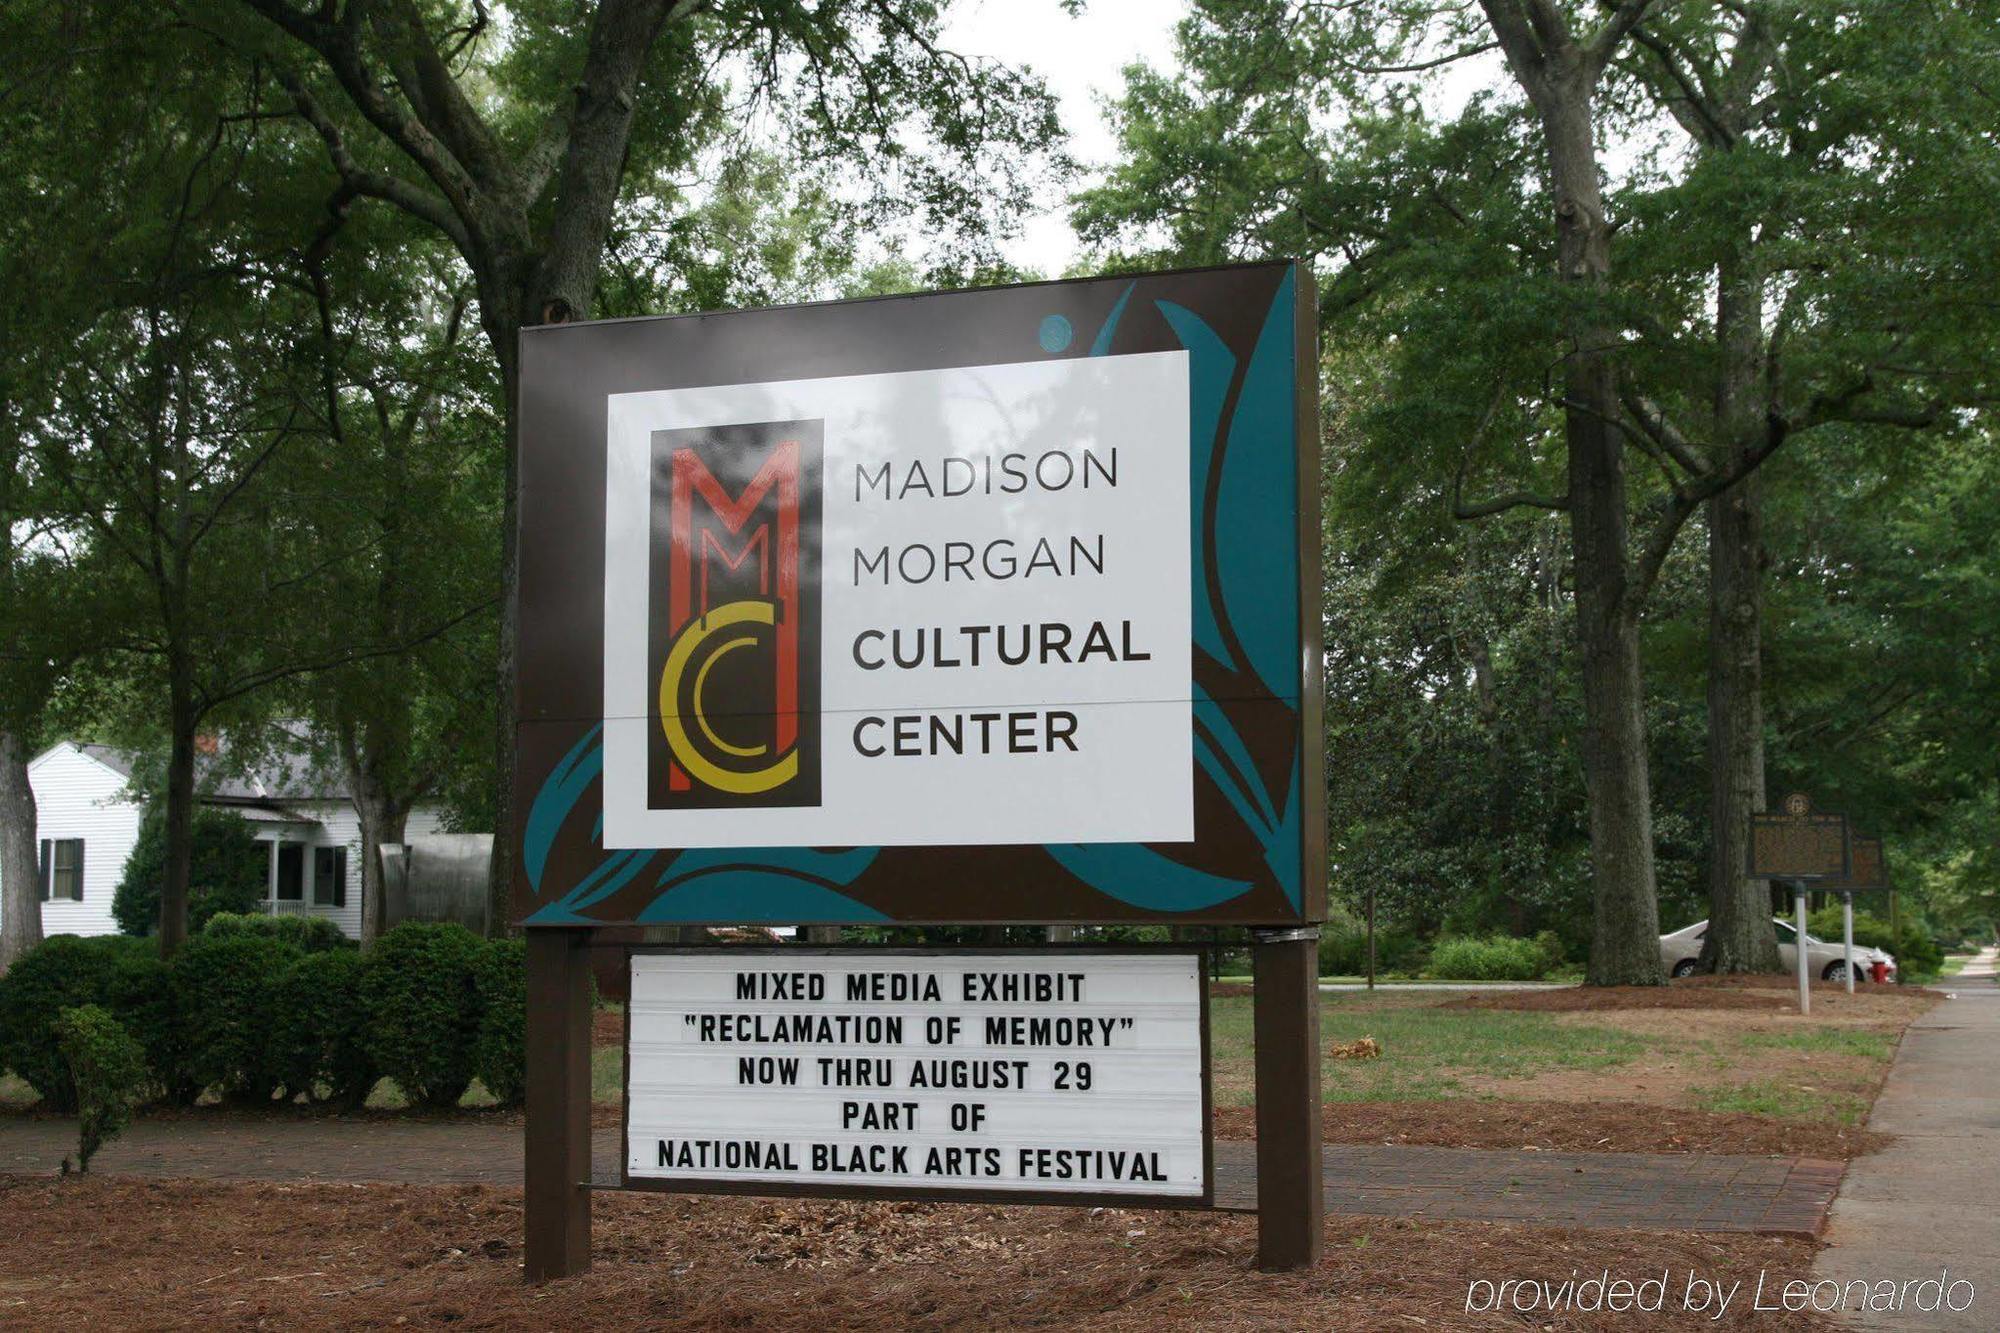 MADISON
MORGAN
CULTURAL
CENTER
MMCC
MIXED MEDIA EXHIBIT
"RECLAMATION OF MEMORY"
NOW THRU AUGUST 29
PART OF
NATIONAL BLACK ARTS FESTIVAL
provided by Leonardo